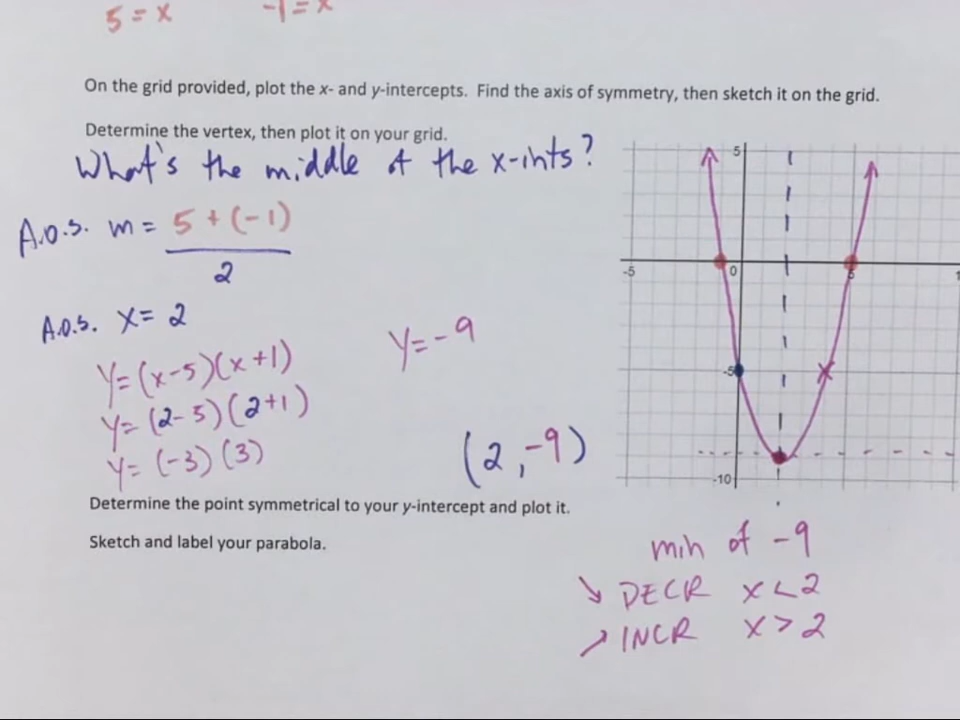 5 = x -1 = x
On the grid provided, plot the x- and y-intercepts. Find the axis of symmetry, then sketch it on the grid.
Determine the vertex, then plot it on your grid.
What's the middle of the x-ints?
A.O.S. m = 5 + (-1)
2
A.O.S. x = 2
y = (x-5)(x+1)
y = (2-5)(2+1)
y = (-3)(3)
y = -9
(2, -9)
Determine the point symmetrical to your y-intercept and plot it.
Sketch and label your parabola.
5
-5 0 5 1
-5
-10
min of -9
↘ DECR x < 2
↗ INCR x > 2